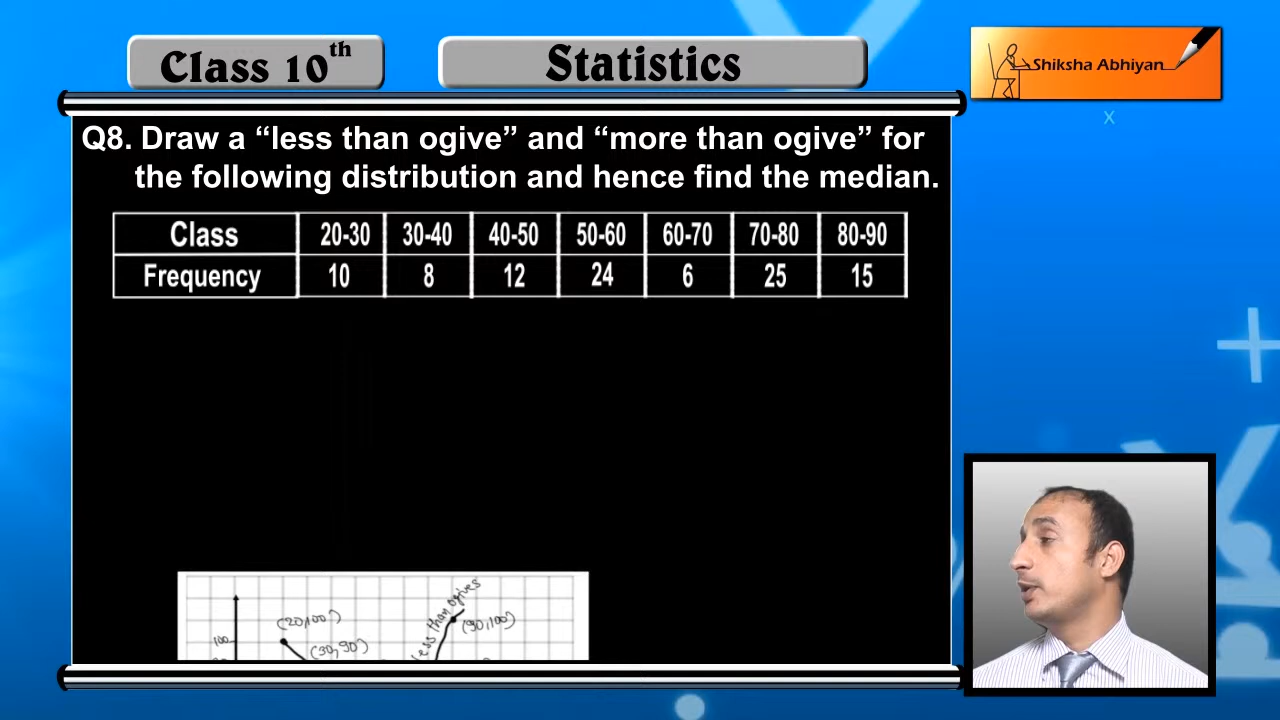 Class 10th
Statistics
Shiksha Abhiyan
x
Q8. Draw a “less than ogive” and “more than ogive” for
the following distribution and hence find the median.
Class 20-30 30-40 40-50 50-60 60-70 70-80 80-90
Frequency 10 8 12 24 6 25 15
less than ogives
(20,100)
(90,100)
100
(30,90)